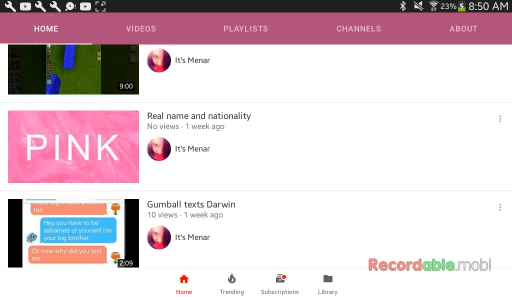 23% 8:50 AM
HOME VIDEOS PLAYLISTS CHANNELS ABOUT
9:00
It's Menar
PINK
Real name and nationality
No views · 1 week ago
It's Menar
too.
Hey you have to be
ashamed of yourself I'm
your big brother
Ok now why did you text
me
2:09
Gumball texts Darwin
10 views · 1 week ago
It's Menar
Recordable.mobi
Home Trending Subscriptions Library